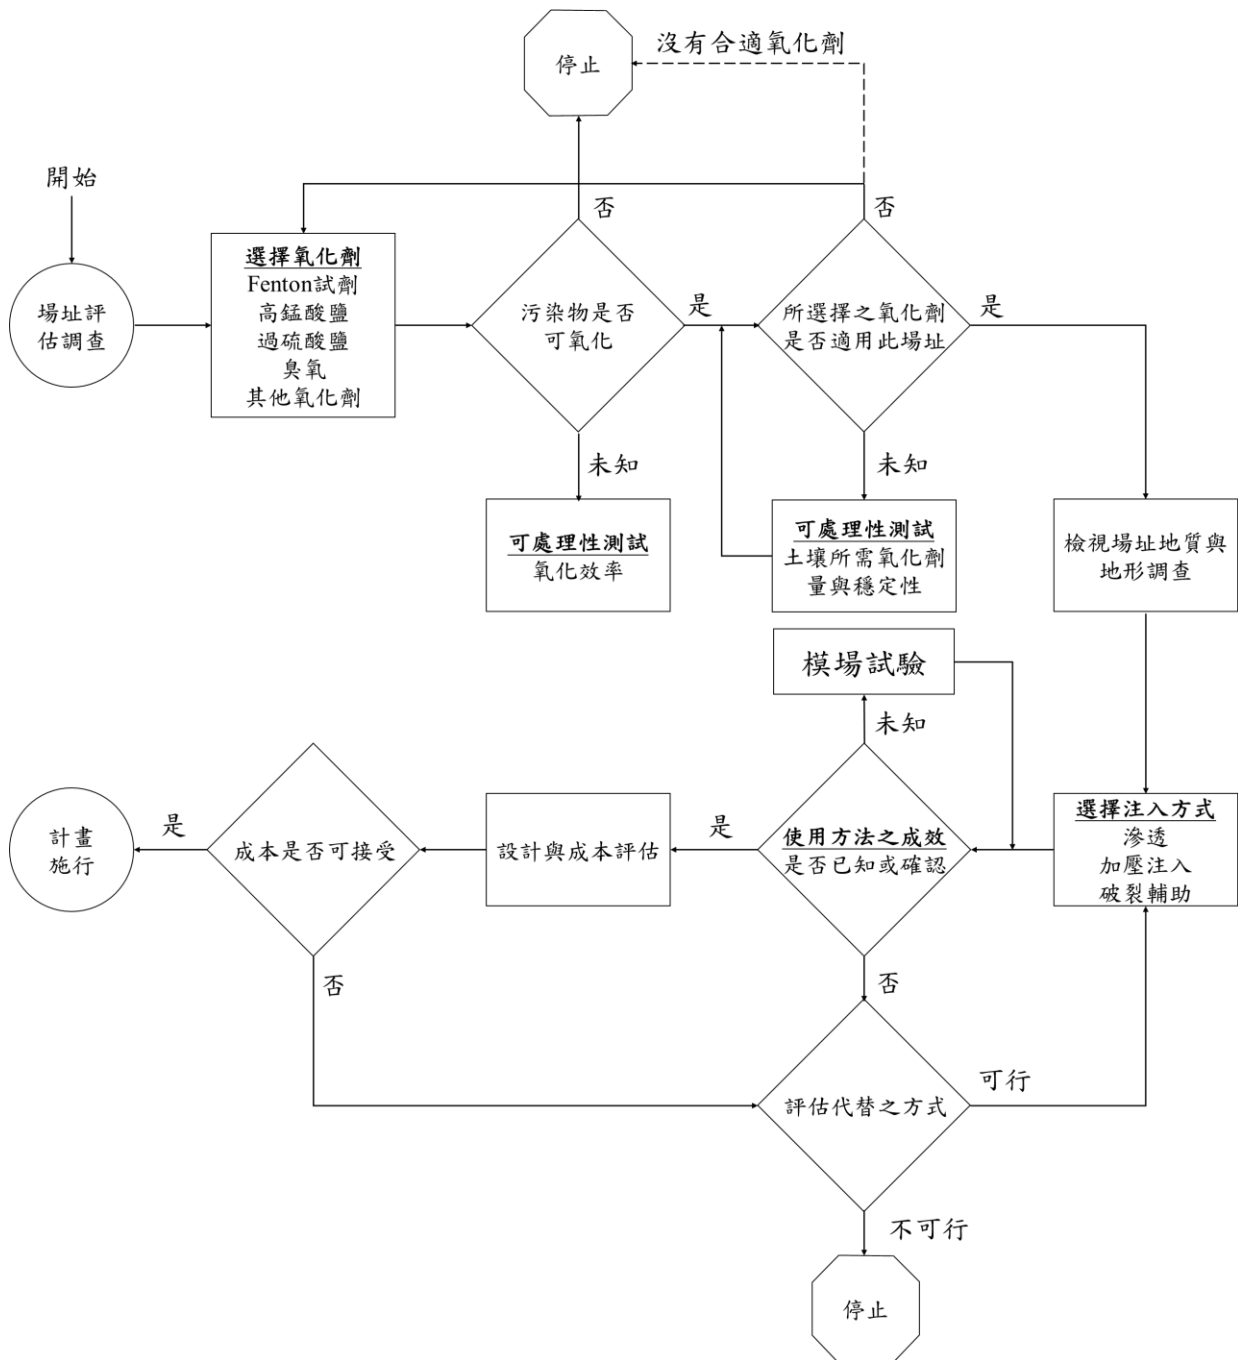 沒有合適氧化劑
停止
開始
否
否
選擇氧化劑
Fenton試劑
高錳酸鹽
過硫酸鹽
臭氧
其他氧化劑
場址評
估調查
污染物是否
可氧化
是
所選擇之氧化劑
是否適用此場址
是
未知
未知
可處理性測試
氧化效率
可處理性測試
土壤所需氧化劑
量與穩定性
檢視場址地質與
地形調查
模場試驗
未知
計畫
施行
是
成本是否可接受
設計與成本評估
是
使用方法之成效
是否已知或確認
選擇注入方式
滲透
加壓注入
破裂輔助
否
否
評估代替之方式
可行
不可行
停止